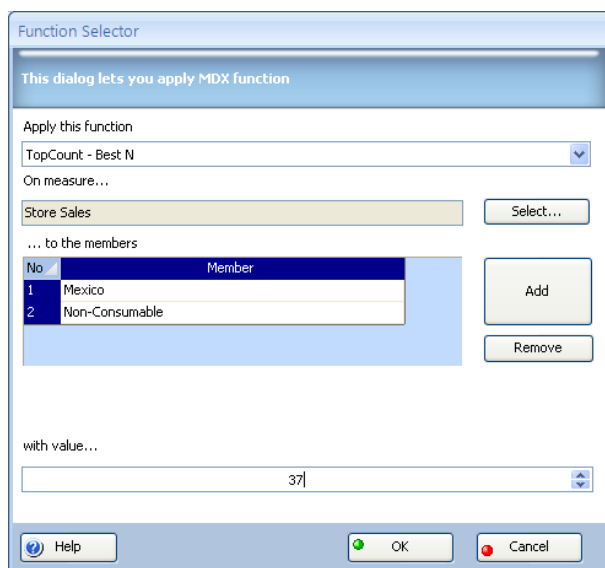 Function Selector
This dialog lets you apply MDX function
Apply this function
TopCount - Best N
On measure...
Store Sales
Select...
... to the members
No Member
1 Mexico
2 Non-Consumable
Add
Remove
with value...
37
Help
OK
Cancel